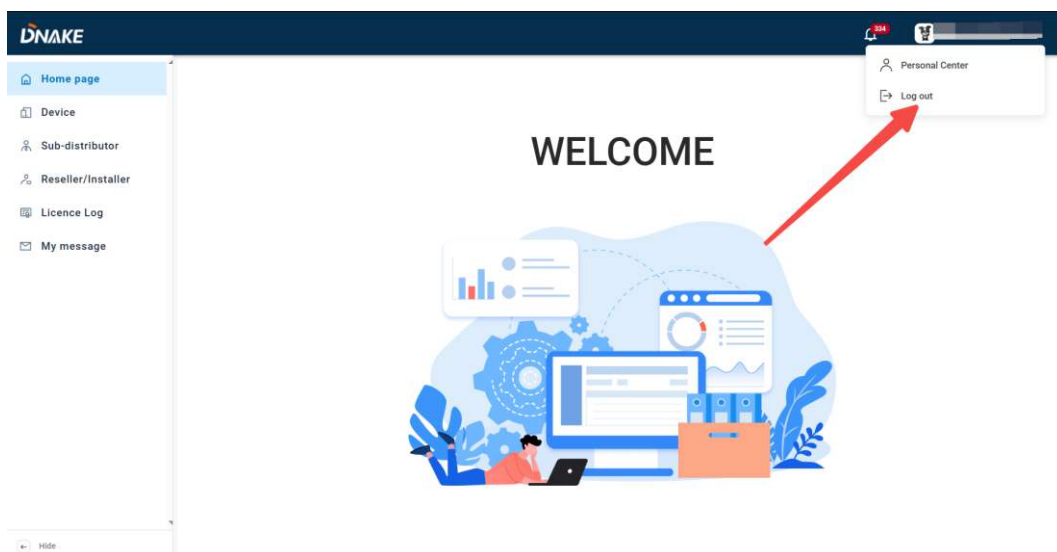 DNAKE
334
Personal Center
Log out
Home page
Device
Sub-distributor
Reseller/Installer
Licence Log
My message
WELCOME
Hide